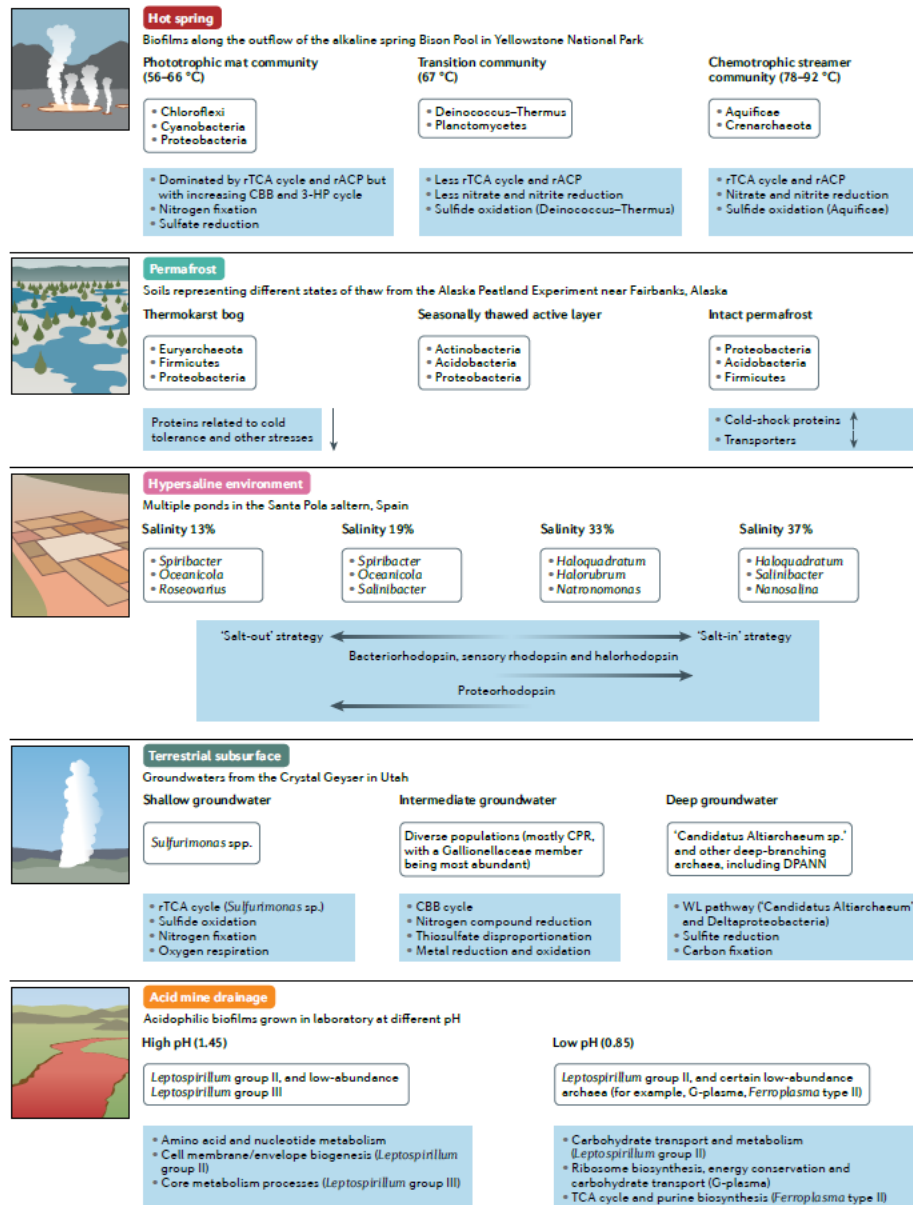 Hot spring
Biofilms along the outflow of the alkaline spring Bison Pool in Yellowstone National Park
Phototrophic mat community
(56–66 °C)
• Chloroflexi
• Cyanobacteria
• Proteobacteria
• Dominated by rTCA cycle and rACP but
with increasing CBB and 3-HP cycle
• Nitrogen fixation
• Sulfate reduction
Transition community
(67 °C)
• Deinococcus–Thermus
• Planctomycetes
• Less rTCA cycle and rACP
• Less nitrate and nitrite reduction
• Sulfide oxidation (Deinococcus–Thermus)
Chemotrophic streamer
community (78–92 °C)
• Aquificae
• Crenarchaeota
• rTCA cycle and rACP
• Nitrate and nitrite reduction
• Sulfide oxidation (Aquificae)
Permafrost
Soils representing different states of thaw from the Alaska Peatland Experiment near Fairbanks, Alaska
Thermokarst bog
• Euryarchaeota
• Firmicutes
• Proteobacteria
Proteins related to cold
tolerance and other stresses
Seasonally thawed active layer
• Actinobacteria
• Acidobacteria
• Proteobacteria
Intact permafrost
• Proteobacteria
• Acidobacteria
• Firmicutes
• Cold-shock proteins
• Transporters
Hypersaline environment
Multiple ponds in the Santa Pola saltern, Spain
Salinity 13%
• Spiribacter
• Oceanicola
• Roseovarius
Salinity 19%
• Spiribacter
• Oceanicola
• Salinibacter
Salinity 33%
• Haloquadratum
• Halorubrum
• Natronomonas
Salinity 37%
• Haloquadratum
• Salinibacter
• Nanosalina
'Salt-out' strategy
'Salt-in' strategy
Bacteriorhodopsin, sensory rhodopsin and halorhodopsin
Proteorhodopsin
Terrestrial subsurface
Groundwaters from the Crystal Geyser in Utah
Shallow groundwater
Sulfurimonas spp.
• rTCA cycle (Sulfurimonas sp.)
• Sulfide oxidation
• Nitrogen fixation
• Oxygen respiration
Intermediate groundwater
Diverse populations (mostly CPR,
with a Gallionellaceae member
being most abundant)
• CBB cycle
• Nitrogen compound reduction
• Thiosulfate disproportionation
• Metal reduction and oxidation
Deep groundwater
'Candidatus Altiarchaeum sp.'
and other deep-branching
archaea, including DPANN
• WL pathway ('Candidatus Altiarchaeum'
and Deltaproteobacteria)
• Sulfite reduction
• Carbon fixation
Acid mine drainage
Acidophilic biofilms grown in laboratory at different pH
High pH (1.45)
Leptospirillum group II, and low-abundance
Leptospirillum group III
• Amino acid and nucleotide metabolism
• Cell membrane/envelope biogenesis (Leptospirillum
group II)
• Core metabolism processes (Leptospirillum group III)
Low pH (0.85)
Leptospirillum group II, and certain low-abundance
archaea (for example, G-plasma, Ferroplasma type II)
• Carbohydrate transport and metabolism
(Leptospirillum group II)
• Ribosome biosynthesis, energy conservation and
carbohydrate transport (G-plasma)
• TCA cycle and purine biosynthesis (Ferroplasma type II)